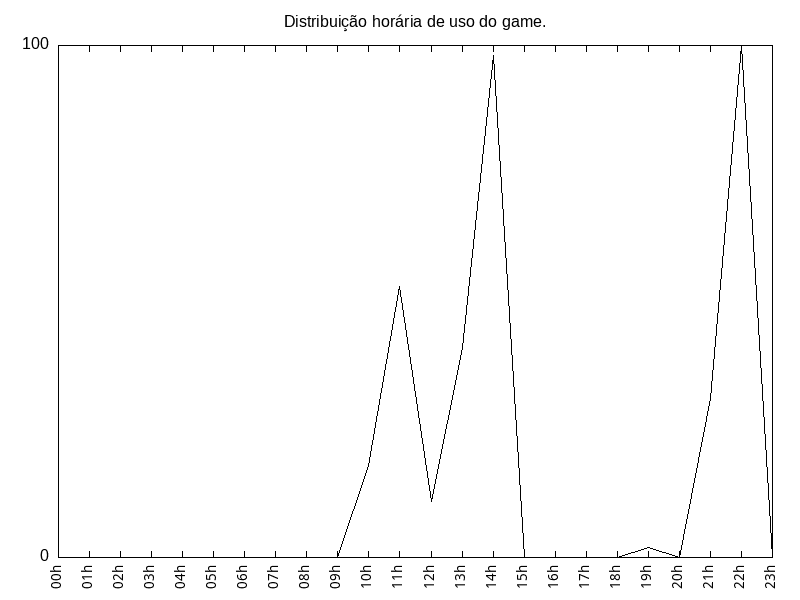 Distribuição horária de uso do game.
100
0
00h 01h 02h 03h 04h 05h 06h 07h 08h 09h 10h 11h 12h 13h 14h 15h 16h 17h 18h 19h 20h 21h 22h 23h